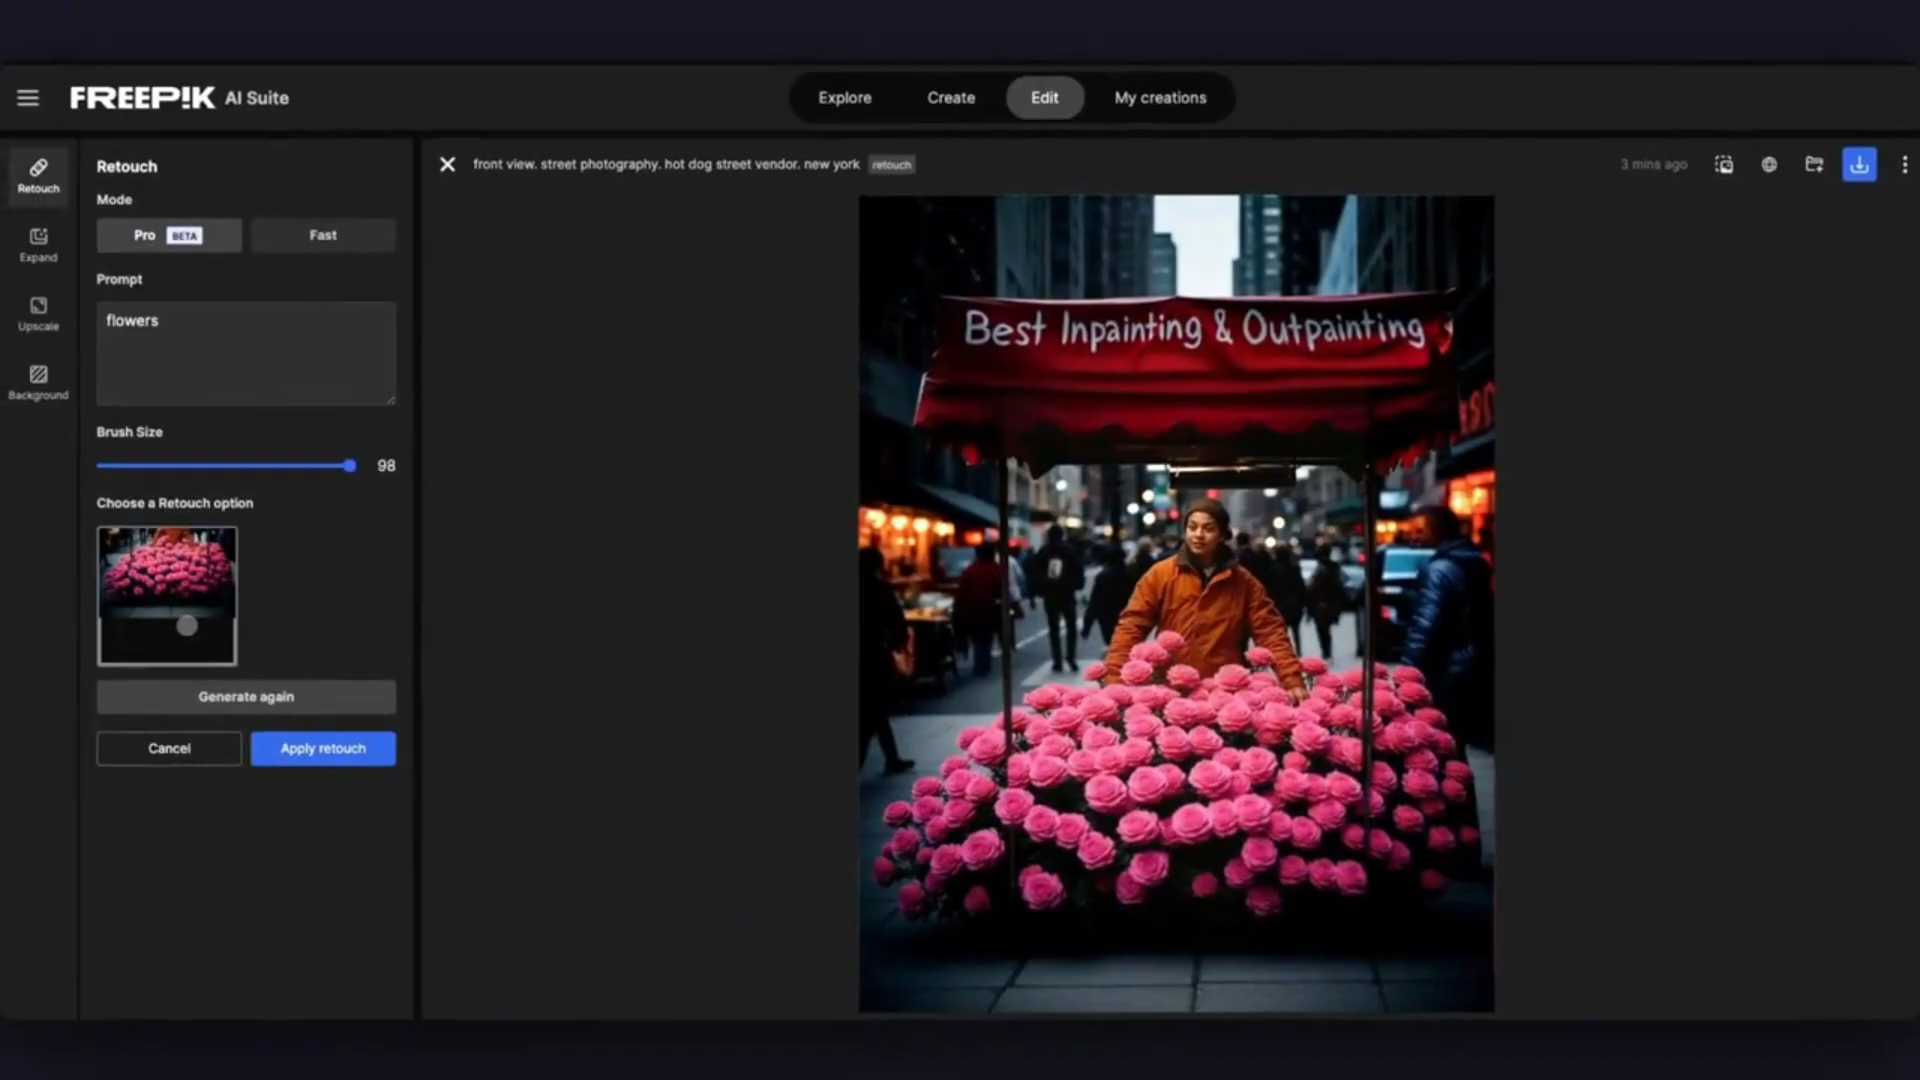 FREEP!K AI Suite
Explore
Create
Edit
My creations
Retouch
Expand
Upscale
Background
Retouch
Mode
Pro BETA
Fast
Prompt
flowers
Brush Size
98
Choose a Retouch option
Generate again
Cancel
Apply retouch
front view. street photography. hot dog street vendor. new york retouch
3 mins ago
Best Inpainting & Outpainting